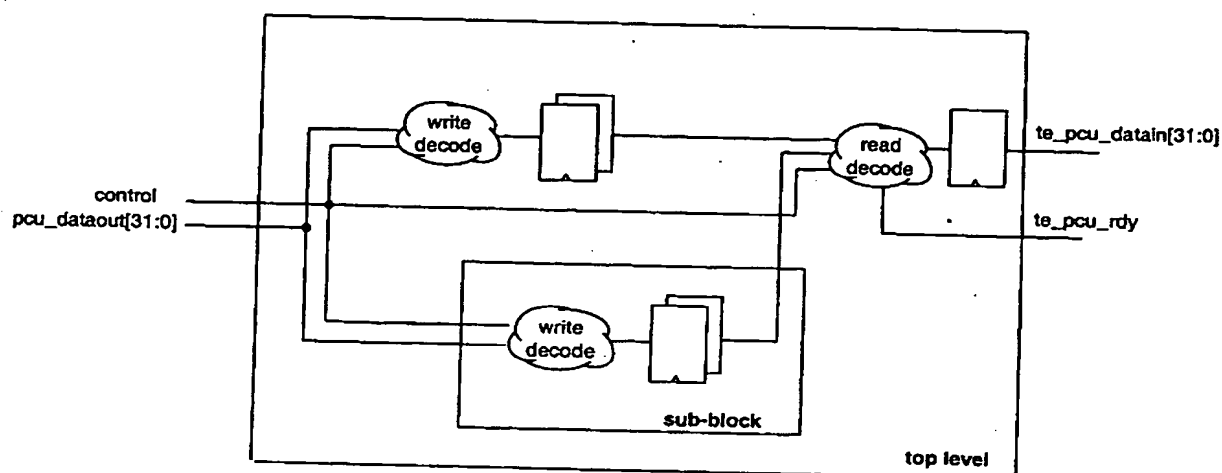 write
decode
read
decode
te_pcu_datain[31:0]
control
pcu_dataout[31:0]
te_pcu_rdy
write
decode
sub-block
top level